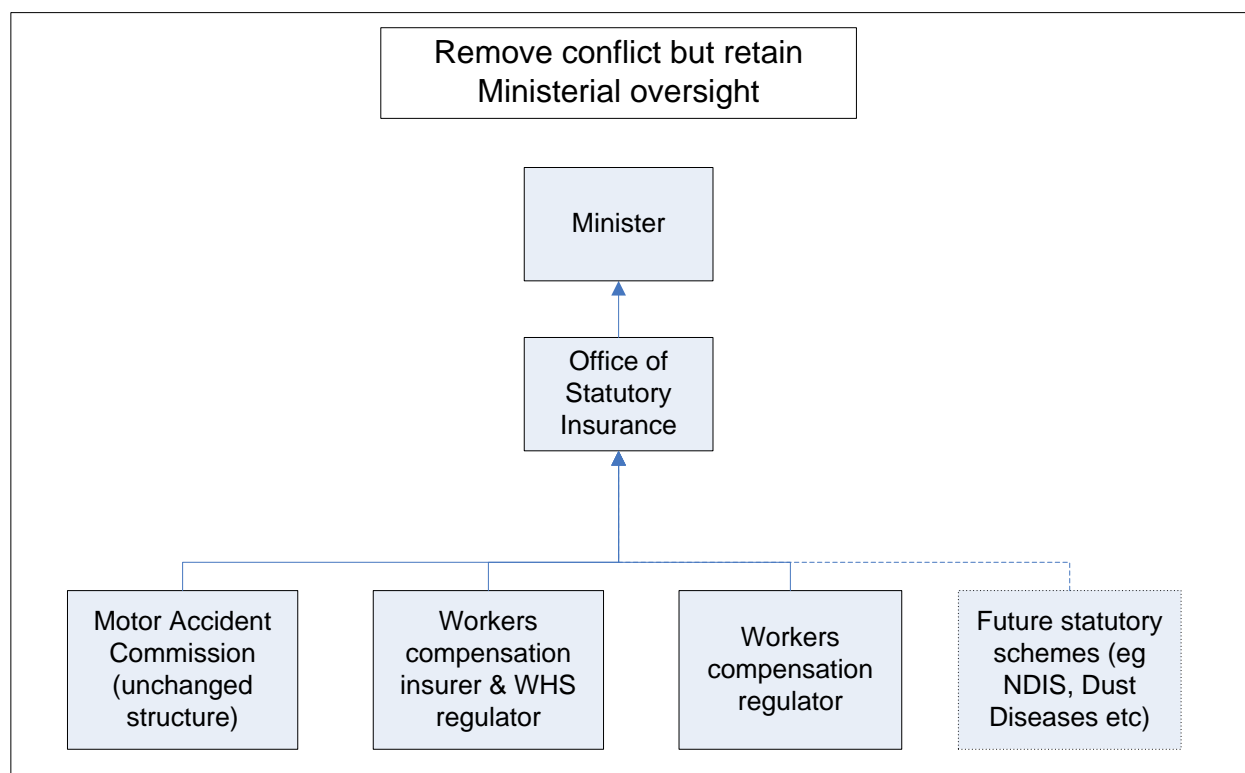 Remove conflict but retain
Ministerial oversight
Minister
Office of
Statutory
Insurance
Motor Accident
Commission
(unchanged
structure)
Workers
compensation
insurer & WHS
regulator
Workers
compensation
regulator
Future statutory
schemes (eg
NDIS, Dust
Diseases etc)